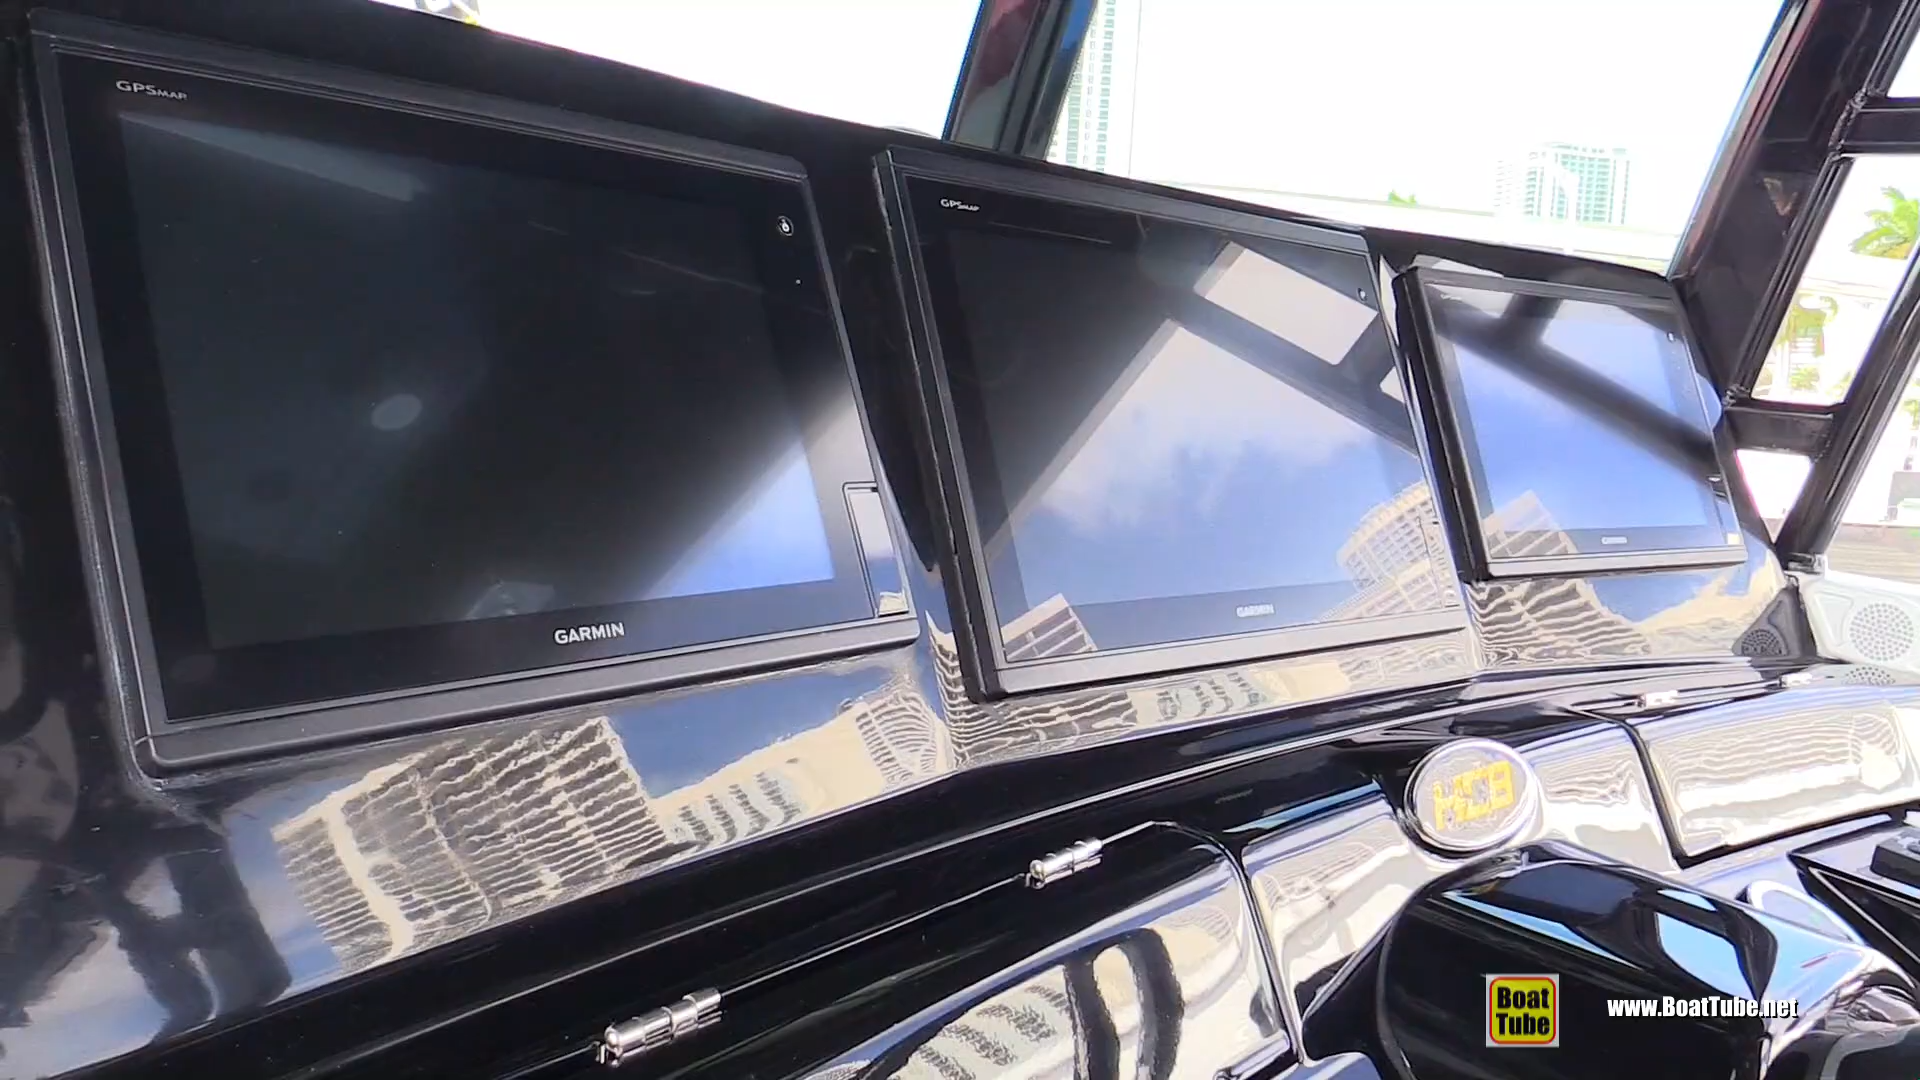 GPSMAP
GPSMAP
GARMIN
GARMIN
GARMIN
MCB
Boat
Tube
www.BoatTube.net